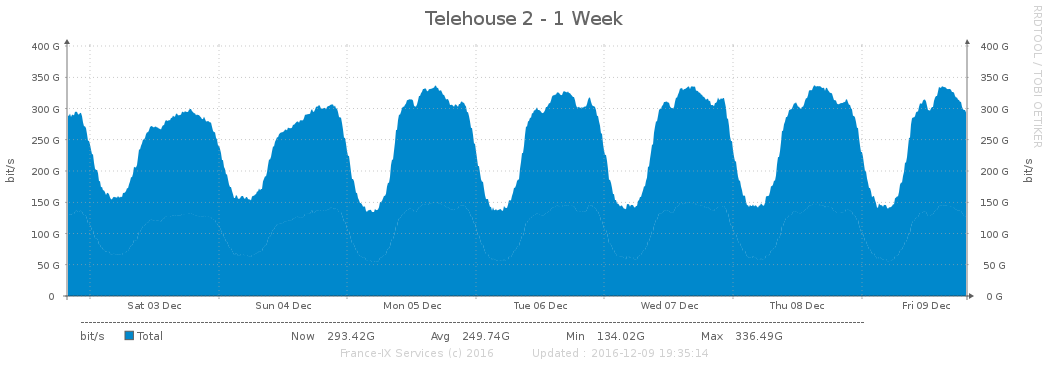 Telehouse 2 - 1 Week
RRDTOOL / TOBI OETIKER
400 G 400 G
350 G 350 G
300 G 300 G
250 G 250 G
200 G 200 G
150 G 150 G
100 G 100 G
50 G 50 G
0 0 G
bit/s
bit/s
Sat 03 Dec Sun 04 Dec Mon 05 Dec Tue 06 Dec Wed 07 Dec Thu 08 Dec Fri 09 Dec
bit/s Total Now 293.42G Avg 249.74G Min 134.02G Max 336.49G
France-IX Services (c) 2016 Updated : 2016-12-09 19:35:14